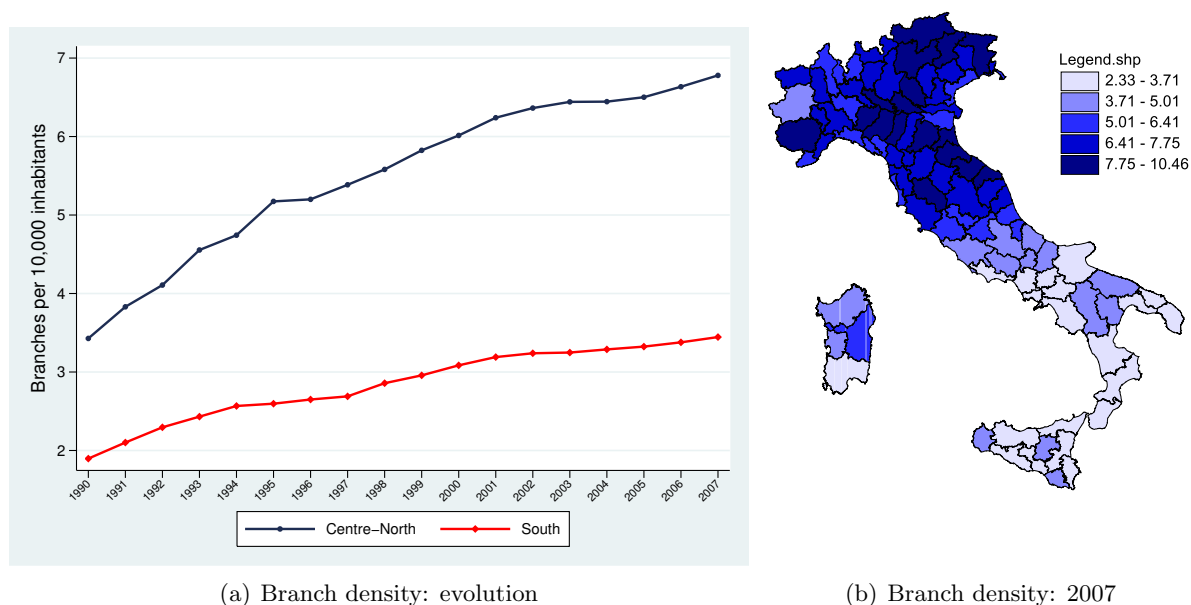 Branches per 10,000 inhabitants
7
6
5
4
3
2
1990 1991 1992 1993 1994 1995 1996 1997 1998 1999 2000 2001 2002 2003 2004 2005 2006 2007
Centre−North South
(a) Branch density: evolution
Legend.shp
2.33 - 3.71
3.71 - 5.01
5.01 - 6.41
6.41 - 7.75
7.75 - 10.46
(b) Branch density: 2007